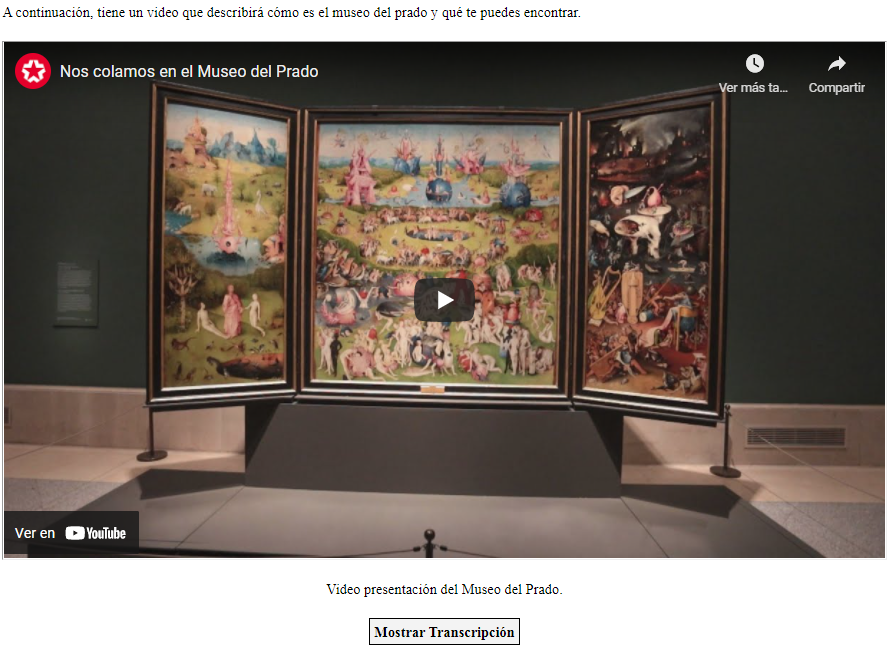 A continuación, tiene un video que describirá cómo es el museo del prado y qué te puedes encontrar.
Nos colamos en el Museo del Prado
Ver más ta...
Compartir
Ver en YouTube
Video presentación del Museo del Prado.
Mostrar Transcripción